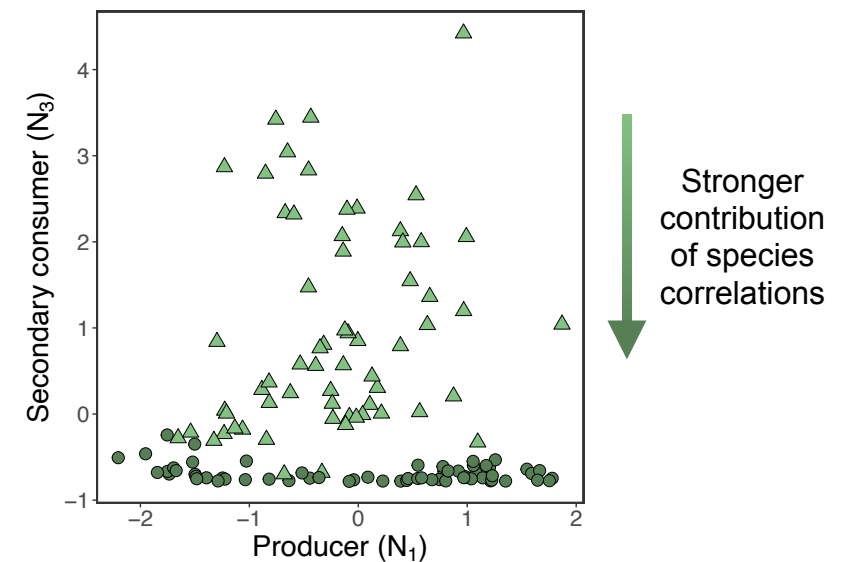 4
3
2
1
0
−1
−2
−1
0
1
2
Secondary consumer (N3)
Producer (N1)
Stronger
contribution
of species
correlations